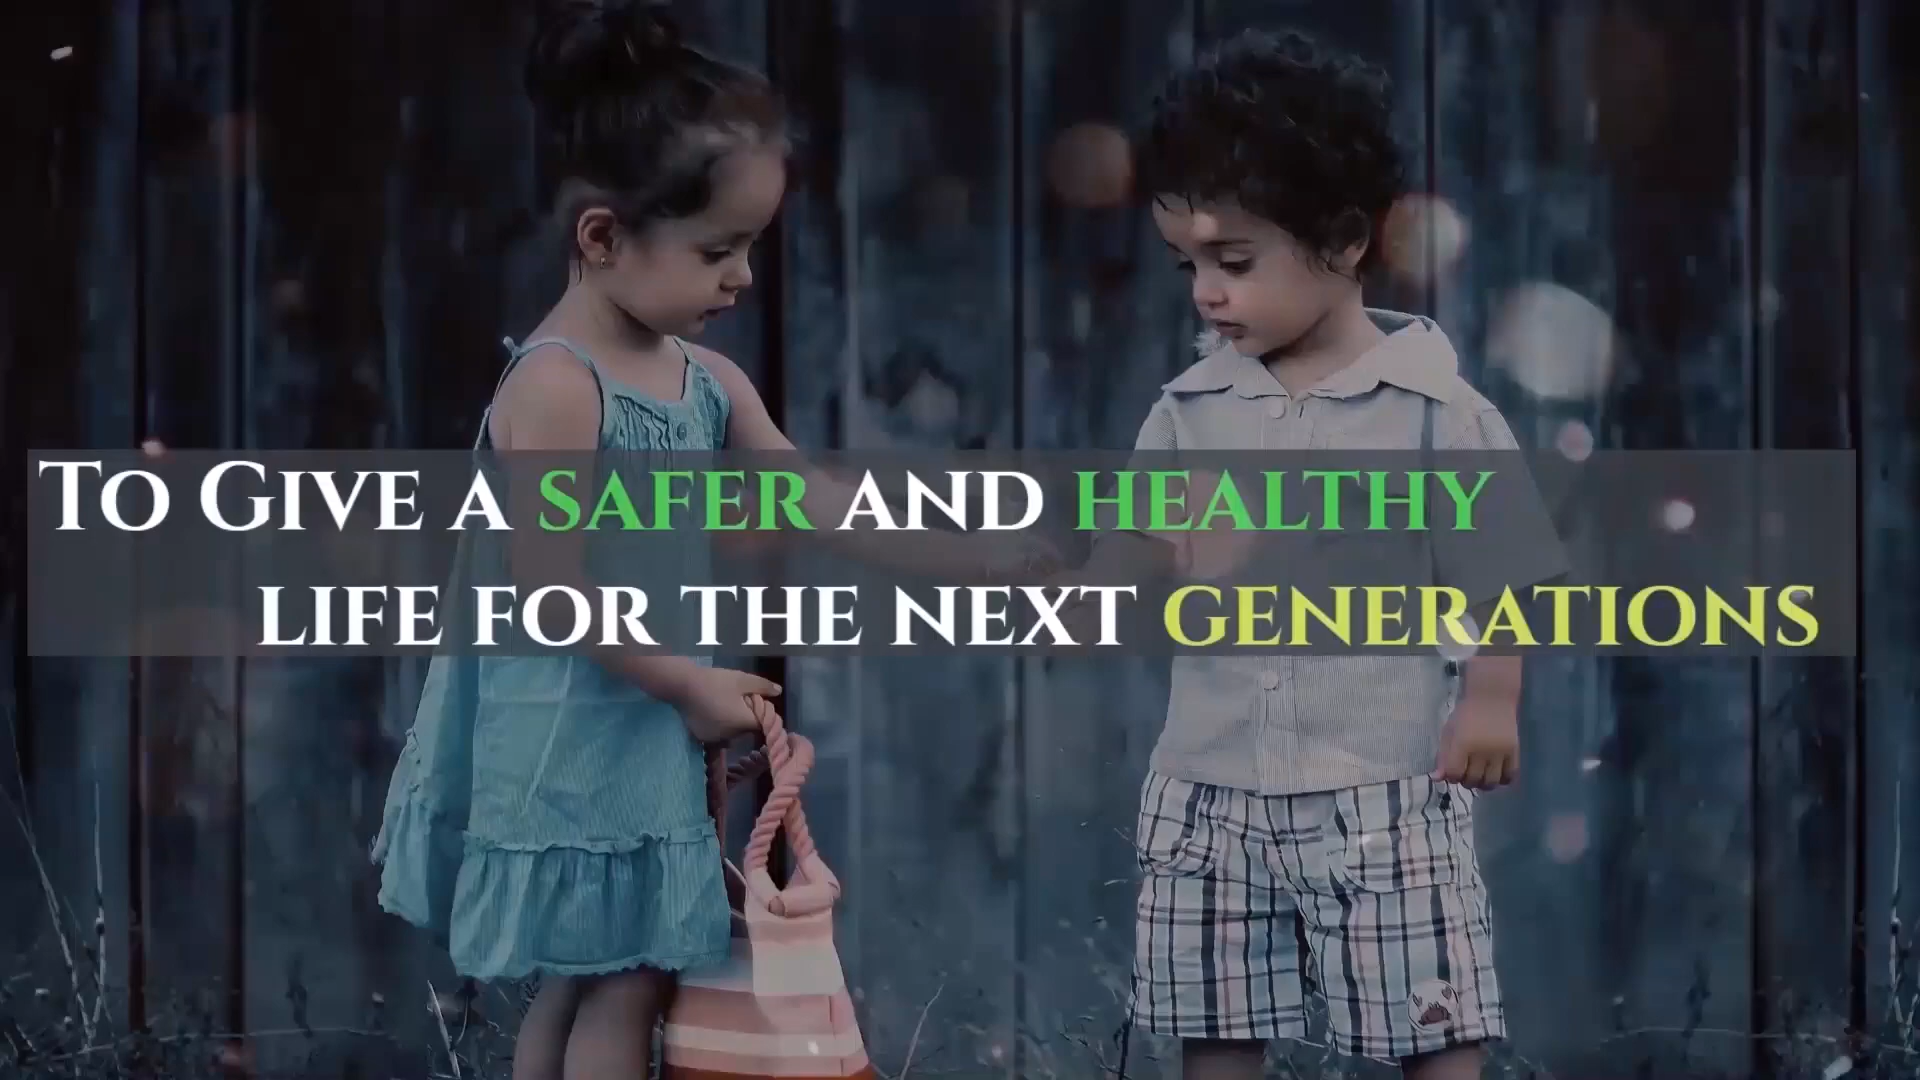 To Give a safer and healthy
life for the next generations